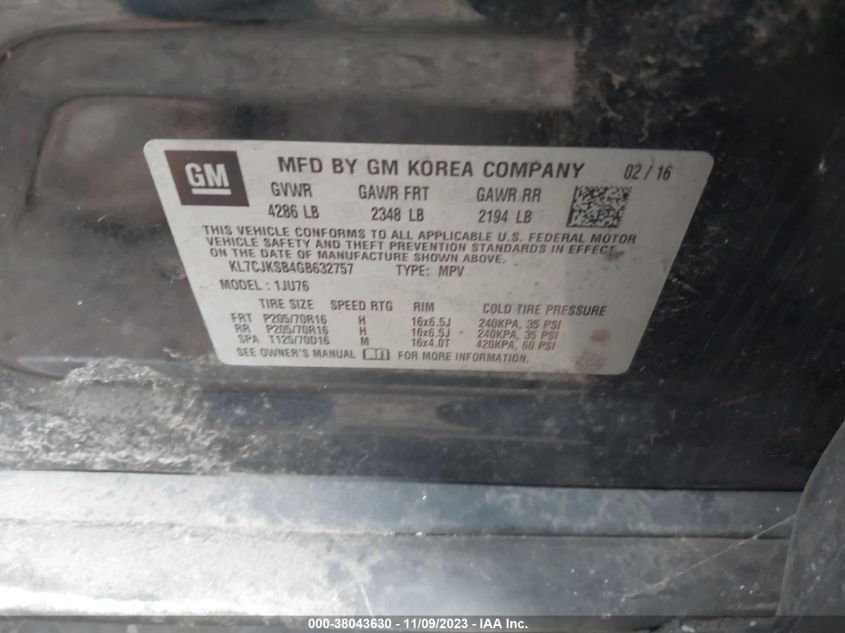 GM
MFD BY GM KOREA COMPANY 02/16
GVWR GAWR FRT GAWR RR
4286 LB 2348 LB 2194 LB
THIS VEHICLE CONFORMS TO ALL APPLICABLE U.S. FEDERAL MOTOR
VEHICLE SAFETY AND THEFT PREVENTION STANDARDS IN EFFECT
ON THE DATE OF MANUFACTURE SHOWN ABOVE.
KL7CJKSB4GB632757 TYPE: MPV
MODEL : 1JU76
TIRE SIZE SPEED RTG RIM COLD TIRE PRESSURE
FRT P205/70R16 H 16x6.5J 240KPA, 35 PSI
RR P205/70R16 H 16x6.5J 240KPA, 35 PSI
SPA T125/70D16 M 16x4.0T 420KPA, 60 PSI
SEE OWNER'S MANUAL FOR MORE INFORMATION.
000-38043630 - 11/09/2023 - IAA Inc.